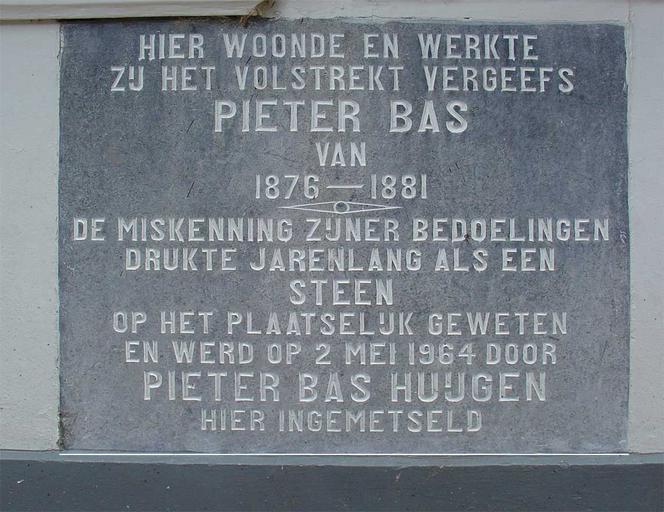 HIER WOONDE EN WERKTE
ZIJ HET VOLSTREKT VERGEEFS
PIETER BAS
VAN
1876 — 1881
DE MISKENNING ZIJNER BEDOELINGEN
DRUKTE JARENLANG ALS EEN
STEEN
OP HET PLAATSELIJK GEWETEN
EN WERD OP 2 MEI 1964 DOOR
PIETER BAS HUIJGEN
HIER INGEMETSELD